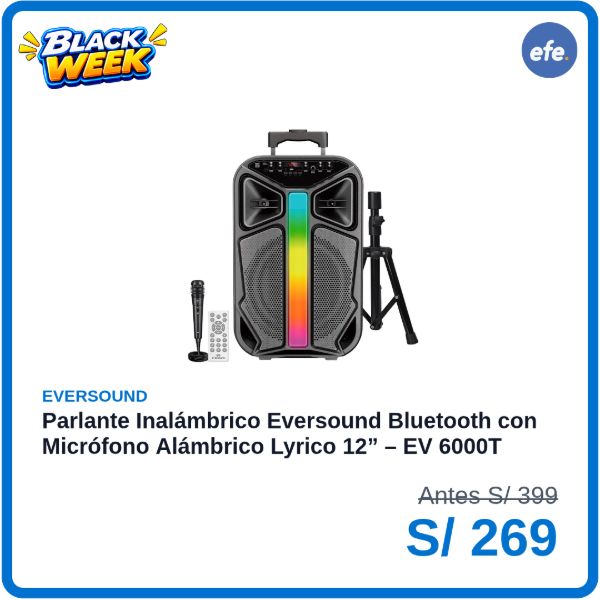 BLACK
WEEK
efe.
EVERSOUND
Parlante Inalámbrico Eversound Bluetooth con
Micrófono Alámbrico Lyrico 12” – EV 6000T
Antes S/ 399
S/ 269